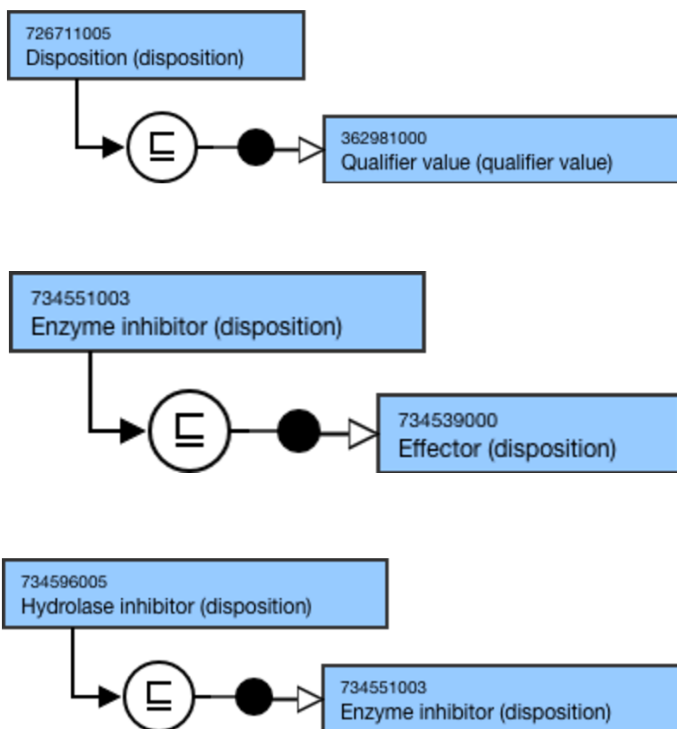 726711005
Disposition (disposition)
⊑
362981000
Qualifier value (qualifier value)
734551003
Enzyme inhibitor (disposition)
⊑
734539000
Effector (disposition)
734596005
Hydrolase inhibitor (disposition)
⊑
734551003
Enzyme inhibitor (disposition)